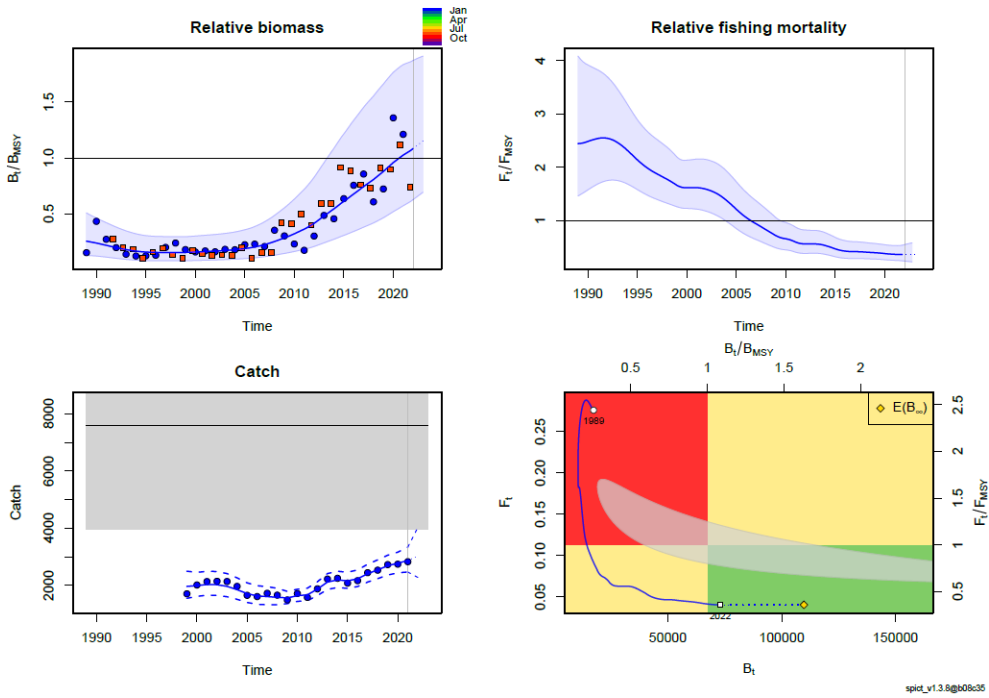 Relative biomass
Jan
Apr
Jul
Oct
Bt/BMSY
0.5
1.0
1.5
1990
1995
2000
2005
2010
2015
2020
Time
Relative fishing mortality
Ft/FMSY
1
2
3
4
1990
1995
2000
2005
2010
2015
2020
Time
Catch
Catch
2000
4000
6000
8000
1990
1995
2000
2005
2010
2015
2020
Time
Bt/BMSY
0.5
1
1.5
2
E(B∞)
1989
2022
Ft
0.05
0.10
0.15
0.20
0.25
Ft/FMSY
0.5
1
1.5
2
2.5
50000
100000
150000
Bt
spict_v1.3.8@b08c35